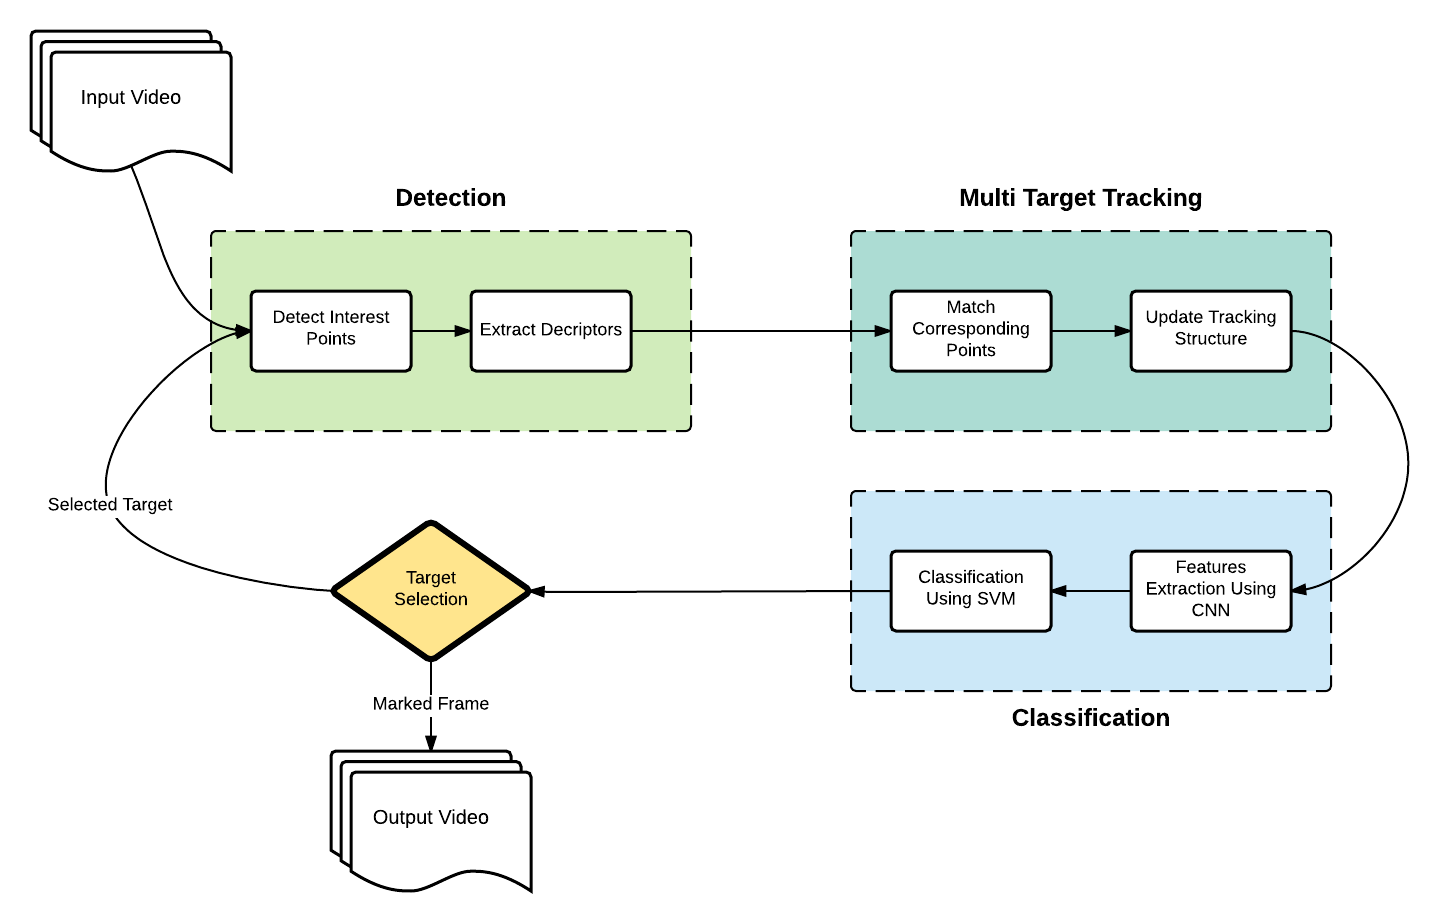 Input Video
Detection
Multi Target Tracking
Detect Interest
Points
Extract Decriptors
Match
Corresponding
Points
Update Tracking
Structure
Selected Target
Target
Selection
Classification
Using SVM
Features
Extraction Using
CNN
Marked Frame
Classification
Output Video